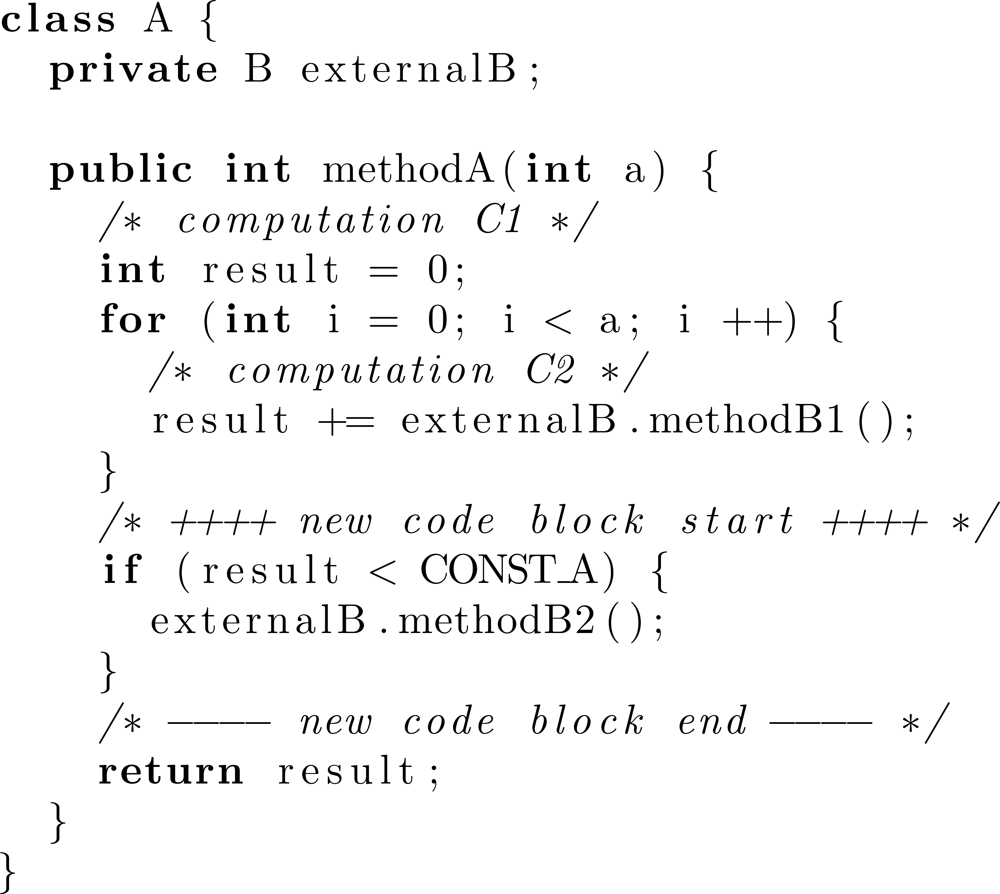 class A {
private B externalB;
public int methodA(int a) {
/* computation C1 */
int result = 0;
for (int i = 0; i < a; i ++) {
/* computation C2 */
result += externalB.methodB1();
}
/* ++++ new code block start ++++ */
if (result < CONST_A) {
externalB.methodB2();
}
/* ---- new code block end ---- */
return result;
}
}